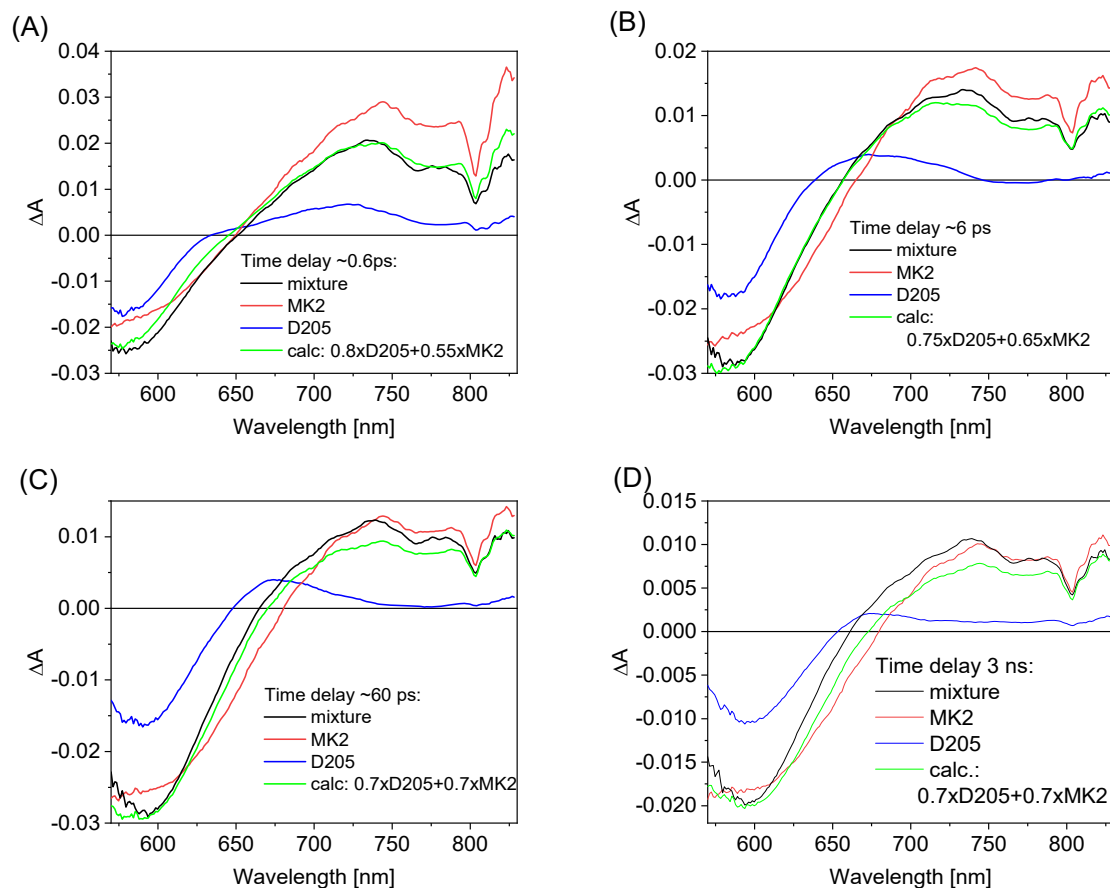 (A)
0.04
0.03
0.02
0.01
0.00
-0.01
-0.02
-0.03
ΔA
Time delay ~0.6ps:
mixture
MK2
D205
calc: 0.8xD205+0.55xMK2
600 650 700 750 800
Wavelength [nm]
(B)
0.02
0.01
0.00
-0.01
-0.02
-0.03
ΔA
Time delay ~6 ps
mixture
MK2
D205
calc:
0.75xD205+0.65xMK2
600 650 700 750 800
Wavelength [nm]
(C)
0.01
0.00
-0.01
-0.02
-0.03
ΔA
Time delay ~60 ps:
mixture
MK2
D205
calc: 0.7xD205+0.7xMK2
600 650 700 750 800
Wavelength [nm]
(D)
0.015
0.010
0.005
0.000
-0.005
-0.010
-0.015
-0.020
ΔA
Time delay 3 ns:
mixture
MK2
D205
calc.:
0.7xD205+0.7xMK2
600 650 700 750 800
Wavelength [nm]